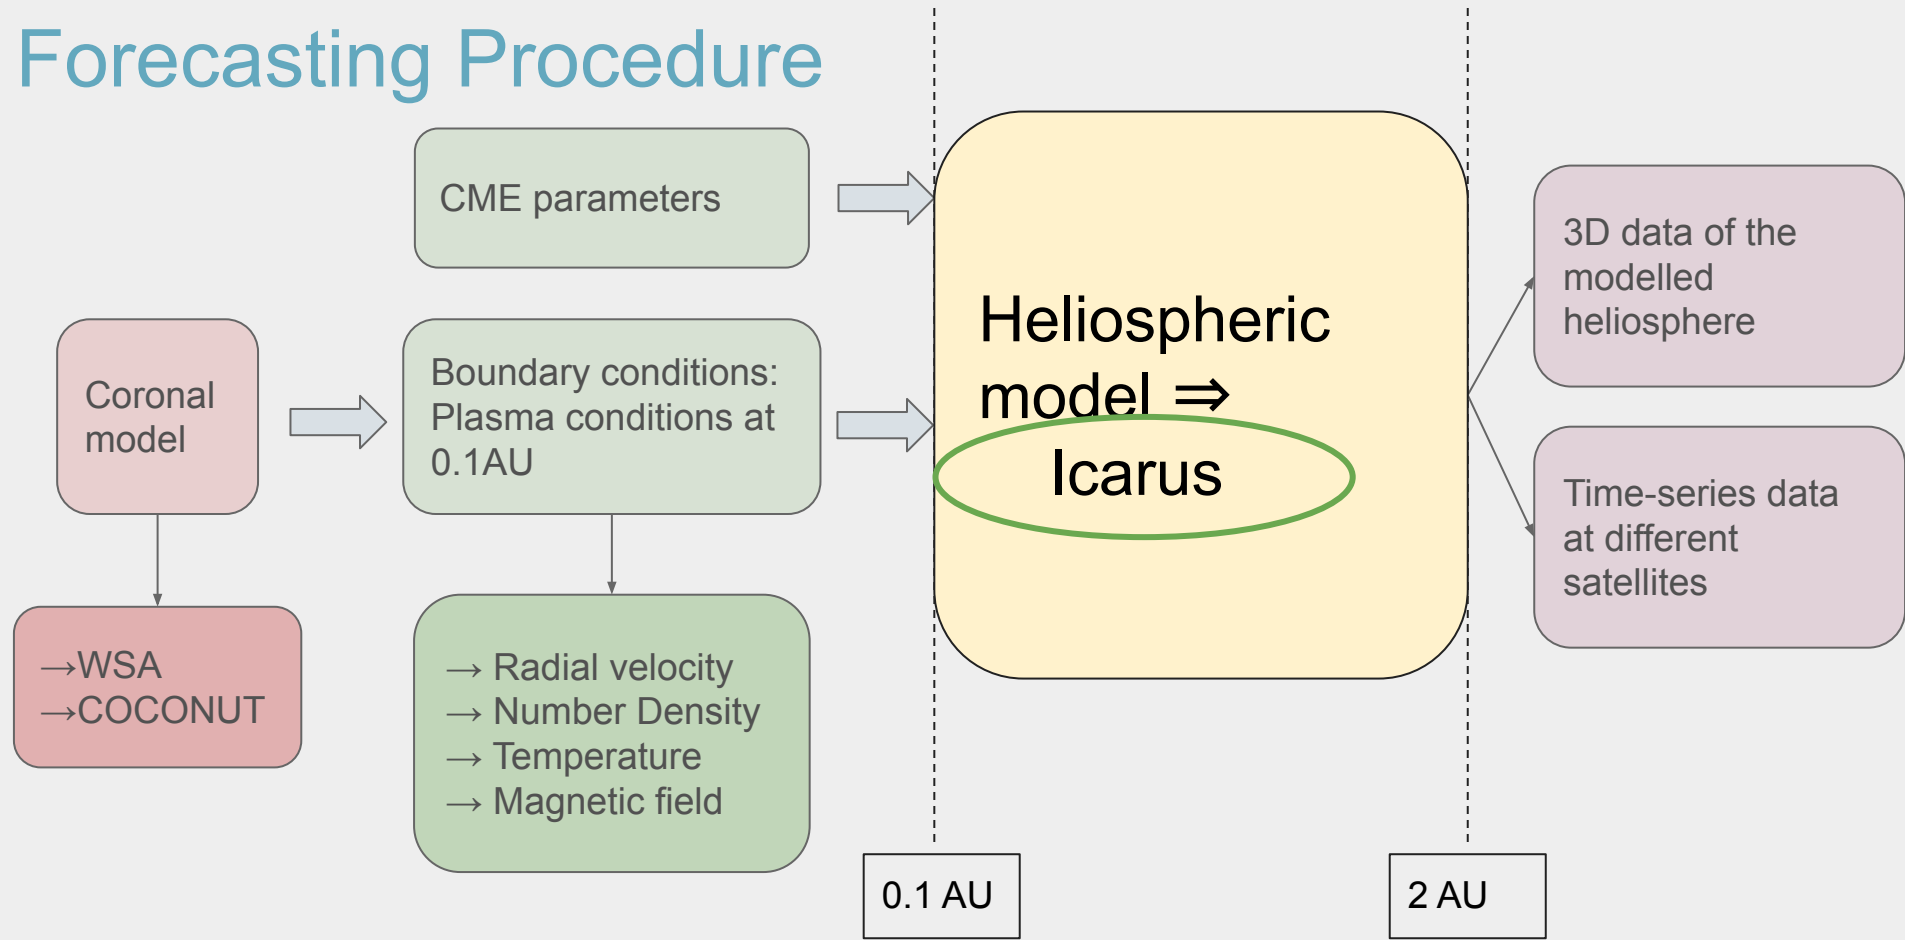 Forecasting Procedure
CME parameters
Coronal
model
Boundary conditions:
Plasma conditions at
0.1AU
→WSA
→COCONUT
→ Radial velocity
→ Number Density
→ Temperature
→ Magnetic field
Heliospheric
model ⇒
Icarus
3D data of the
modelled
heliosphere
Time-series data
at different
satellites
0.1 AU
2 AU